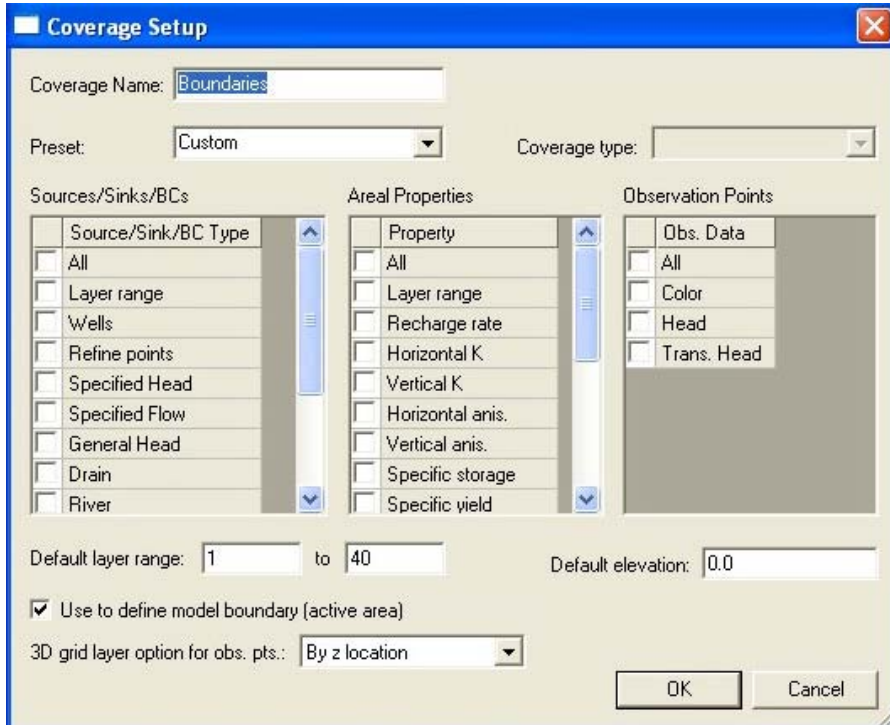 Coverage Setup
Coverage Name: Boundaries
Preset: Custom
Coverage type:
Sources/Sinks/BCs
Source/Sink/BC Type
All
Layer range
Wells
Refine points
Specified Head
Specified Flow
General Head
Drain
River
Areal Properties
Property
All
Layer range
Recharge rate
Horizontal K
Vertical K
Horizontal anis.
Vertical anis.
Specific storage
Specific yield
Observation Points
Obs. Data
All
Color
Head
Trans. Head
Default layer range: 1 to 40
Default elevation: 0.0
Use to define model boundary (active area)
3D grid layer option for obs. pts.: By z location
OK
Cancel